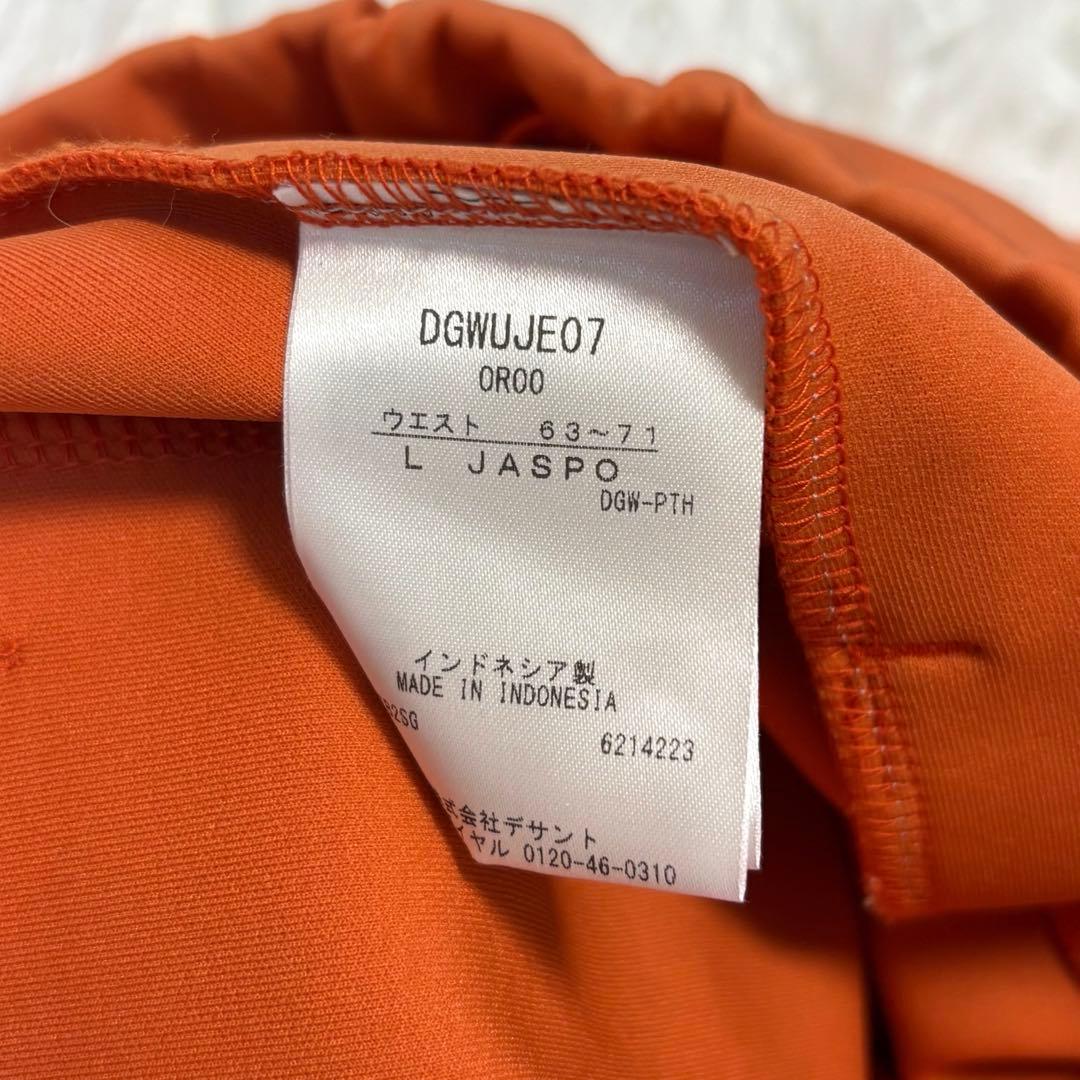 DGWUJE07
OR00
ウエスト 63～71
L JASPO
DGW-PTH
インドネシア製
MADE IN INDONESIA
2SG
6214223
式会社デサント
イヤル 0120-46-0310